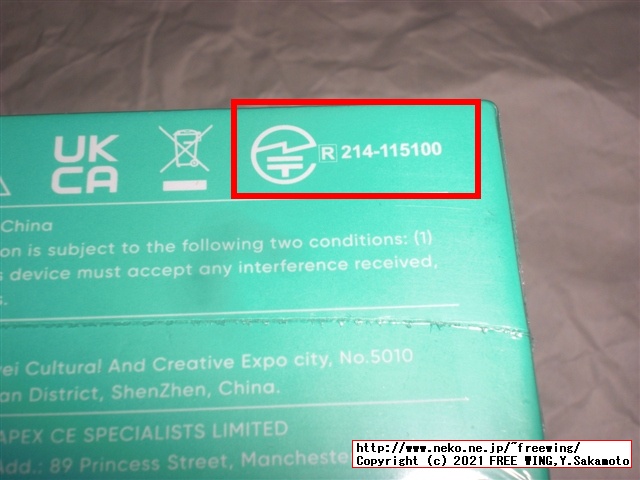 UK
CA
R 214-115100
China
on is subject to the following two conditions: (1)
s device must accept any interference received,
s.
ei Cultural And Creative Expo city, No.5010
an District, ShenZhen, China.
APEX CE SPECIALISTS LIMITED
Add.: 89 Princess Street, Manchester
http://www.neko.ne.jp/~freewing/
Copyright (c) 2021 FREE WING,Y.Sakamoto